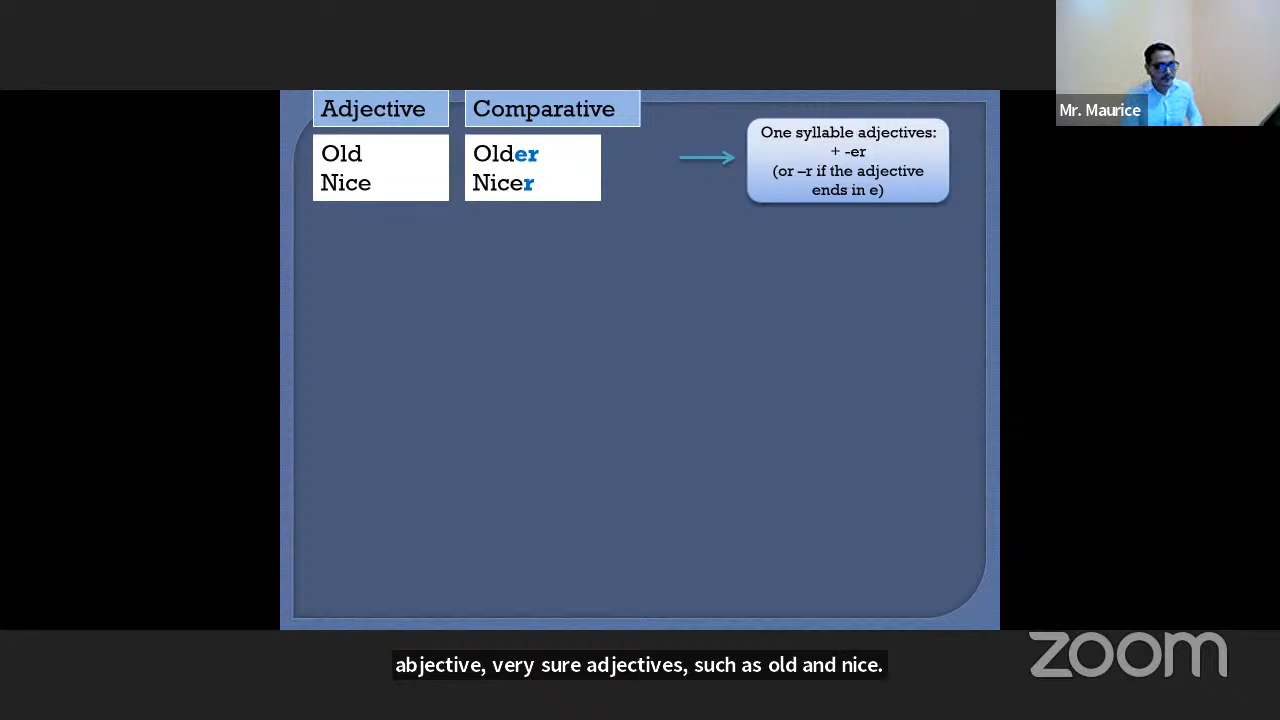 Mr. Maurice
Adjective Comparative
Old Older
Nice Nicer
One syllable adjectives:
+ -er
(or –r if the adjective
ends in e)
abjective, very sure adjectives, such as old and nice.
zoom